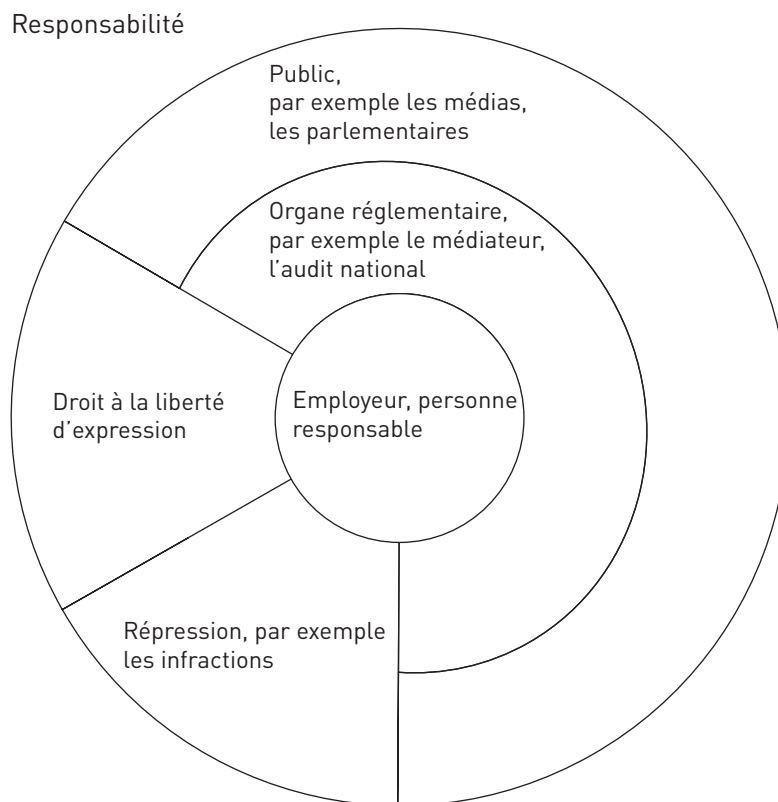 Responsabilité
Public,
par exemple les médias,
les parlementaires
Organe réglementaire,
par exemple le médiateur,
l’audit national
Droit à la liberté
d’expression
Employeur, personne
responsable
Répression, par exemple
les infractions